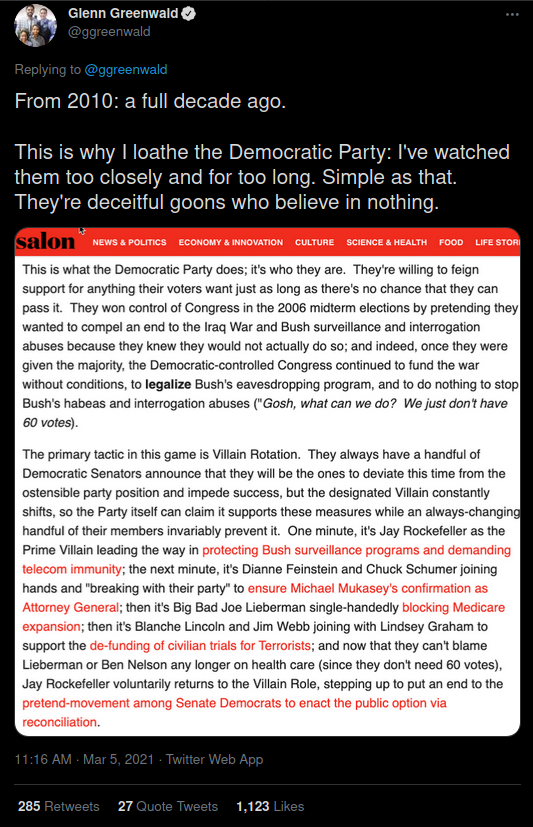 Glenn Greenwald
@ggreenwald
Replying to @ggreenwald
From 2010: a full decade ago.
This is why I loathe the Democratic Party: I've watched
them too closely and for too long. Simple as that.
They're deceitful goons who believe in nothing.
salon NEWS & POLITICS ECONOMY & INNOVATION CULTURE SCIENCE & HEALTH FOOD LIFE STORI
This is what the Democratic Party does; it's who they are. They're willing to feign
support for anything their voters want just as long as there's no chance that they can
pass it. They won control of Congress in the 2006 midterm elections by pretending they
wanted to compel an end to the Iraq War and Bush surveillance and interrogation
abuses because they knew they would not actually do so; and indeed, once they were
given the majority, the Democratic-controlled Congress continued to fund the war
without conditions, to legalize Bush's eavesdropping program, and to do nothing to stop
Bush's habeas and interrogation abuses ("Gosh, what can we do? We just don't have
60 votes).
The primary tactic in this game is Villain Rotation. They always have a handful of
Democratic Senators announce that they will be the ones to deviate this time from the
ostensible party position and impede success, but the designated Villain constantly
shifts, so the Party itself can claim it supports these measures while an always-changing
handful of their members invariably prevent it. One minute, it's Jay Rockefeller as the
Prime Villain leading the way in protecting Bush surveillance programs and demanding
telecom immunity; the next minute, it's Dianne Feinstein and Chuck Schumer joining
hands and "breaking with their party" to ensure Michael Mukasey's confirmation as
Attorney General; then it's Big Bad Joe Lieberman single-handedly blocking Medicare
expansion; then it's Blanche Lincoln and Jim Webb joining with Lindsey Graham to
support the de-funding of civilian trials for Terrorists; and now that they can't blame
Lieberman or Ben Nelson any longer on health care (since they don't need 60 votes),
Jay Rockefeller voluntarily returns to the Villain Role, stepping up to put an end to the
pretend-movement among Senate Democrats to enact the public option via
reconciliation.
11:16 AM · Mar 5, 2021 · Twitter Web App
285 Retweets 27 Quote Tweets 1,123 Likes